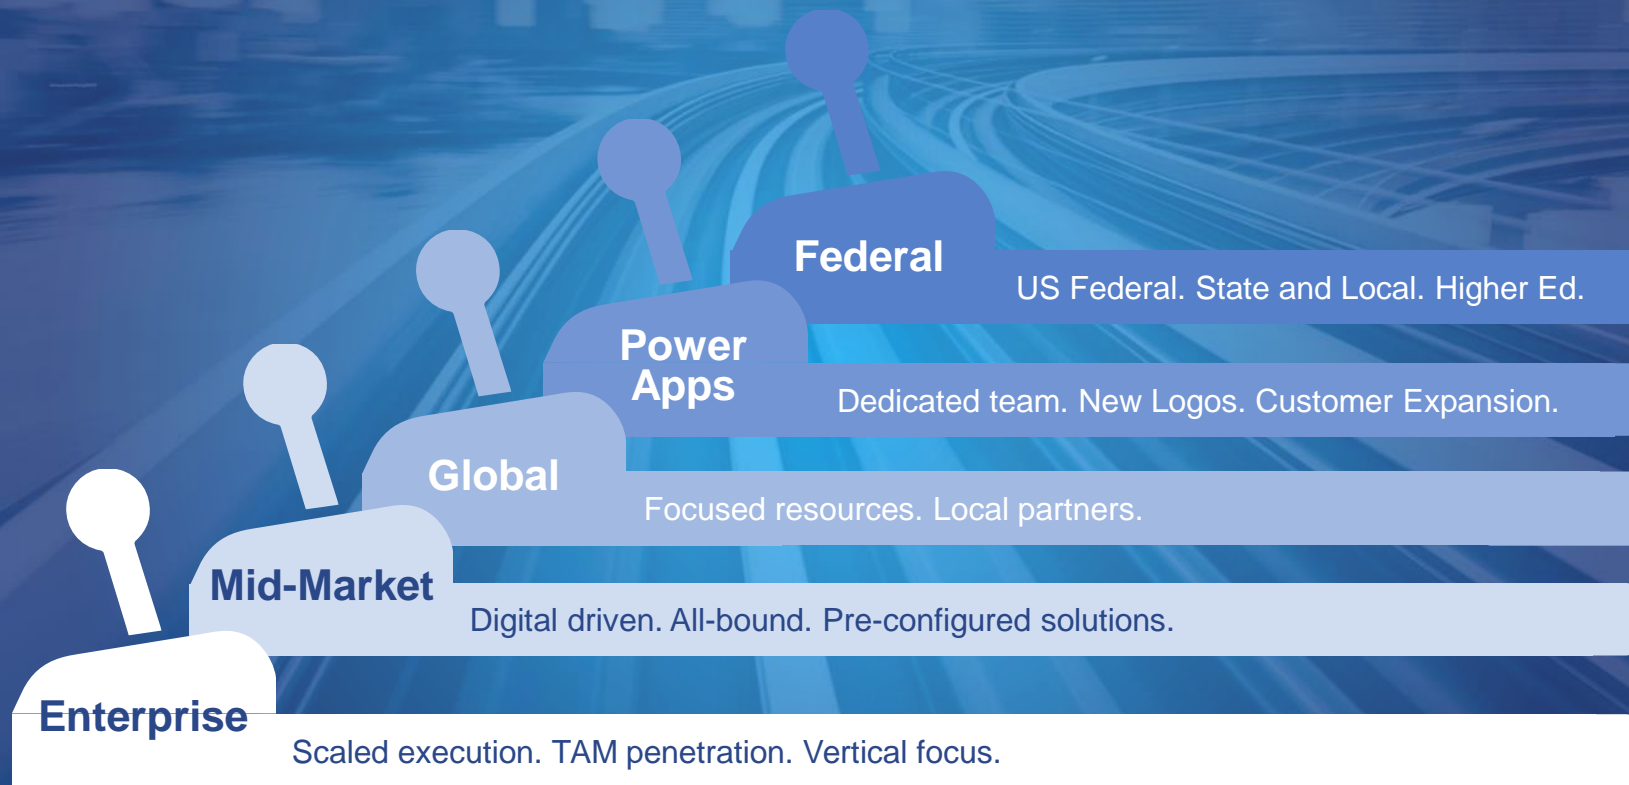 Federal
US Federal. State and Local. Higher Ed.
Power
Apps
Dedicated team. New Logos. Customer Expansion.
Global
Focused resources. Local partners.
Mid-Market
Digital driven. All-bound. Pre-configured solutions.
Enterprise
Scaled execution. TAM penetration. Vertical focus.